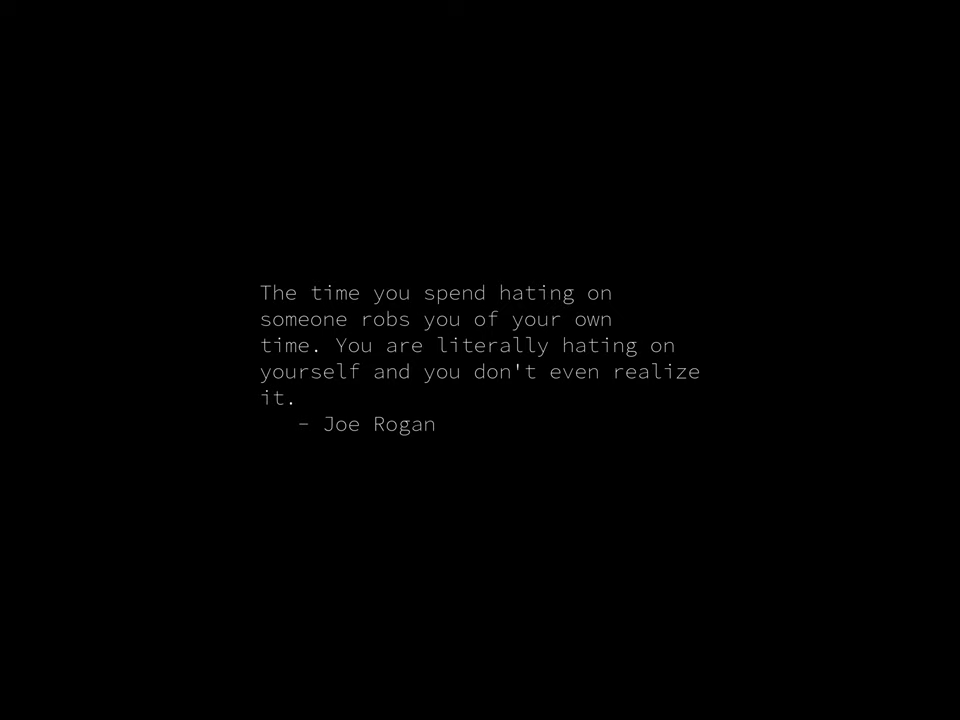 The time you spend hating on
someone robs you of your own
time. You are literally hating on
yourself and you don't even realize
it.
– Joe Rogan